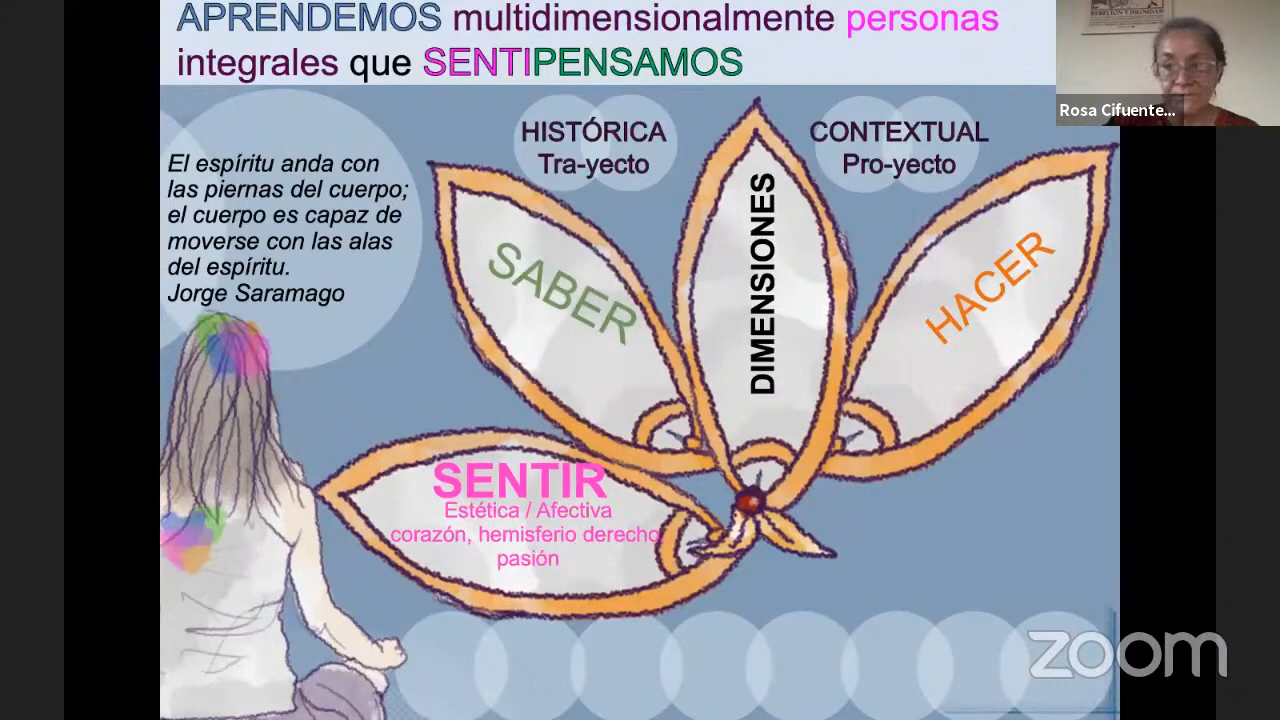 APRENDEMOS multidimensionalmente personas
integrales que SENTIPENSAMOS
REBELIÓN Y DIGNIDAD
Rosa Cifuente...
El espíritu anda con
las piernas del cuerpo;
el cuerpo es capaz de
moverse con las alas
del espíritu.
Jorge Saramago
HISTÓRICA
Tra-yecto
CONTEXTUAL
Pro-yecto
SABER
DIMENSIONES
HACER
SENTIR
Estética / Afectiva
corazón, hemisferio derecho
pasión
zoom